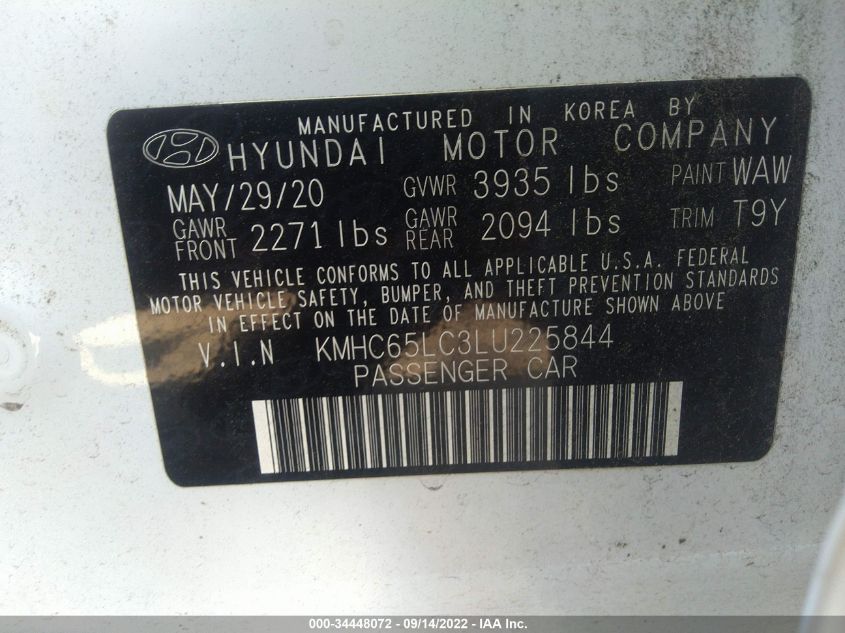 MANUFACTURED IN KOREA BY
HYUNDAI MOTOR COMPANY
MAY/29/20 GVWR 3935 lbs PAINT WAW
GAWR FRONT 2271 lbs GAWR REAR 2094 lbs TRIM T9Y
THIS VEHICLE CONFORMS TO ALL APPLICABLE U.S.A. FEDERAL
MOTOR VEHICLE SAFETY, BUMPER, AND THEFT PREVENTION STANDARDS
IN EFFECT ON THE DATE OF MANUFACTURE SHOWN ABOVE
V.I.N KMHC65LC3LU225844
PASSENGER CAR
000-34448072 - 09/14/2022 - IAA Inc.